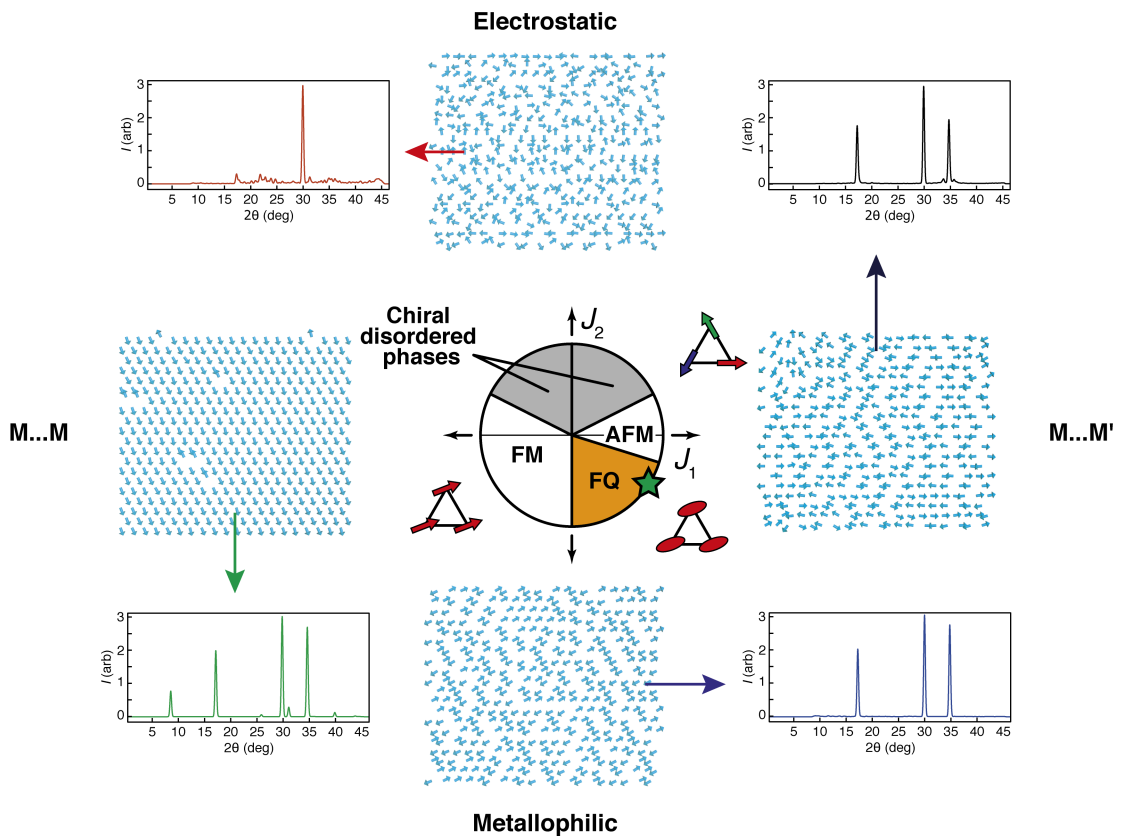 Electrostatic
3
2
1
0
I (arb)
5 10 15 20 25 30 35 40 45
2θ (deg)
3
2
1
0
I (arb)
5 10 15 20 25 30 35 40 45
2θ (deg)
Chiral
disordered
phases
J2
M...M
M...M'
AFM
FM
J1
FQ
3
2
1
0
I (arb)
5 10 15 20 25 30 35 40 45
2θ (deg)
3
2
1
0
I (arb)
5 10 15 20 25 30 35 40 45
2θ (deg)
Metallophilic